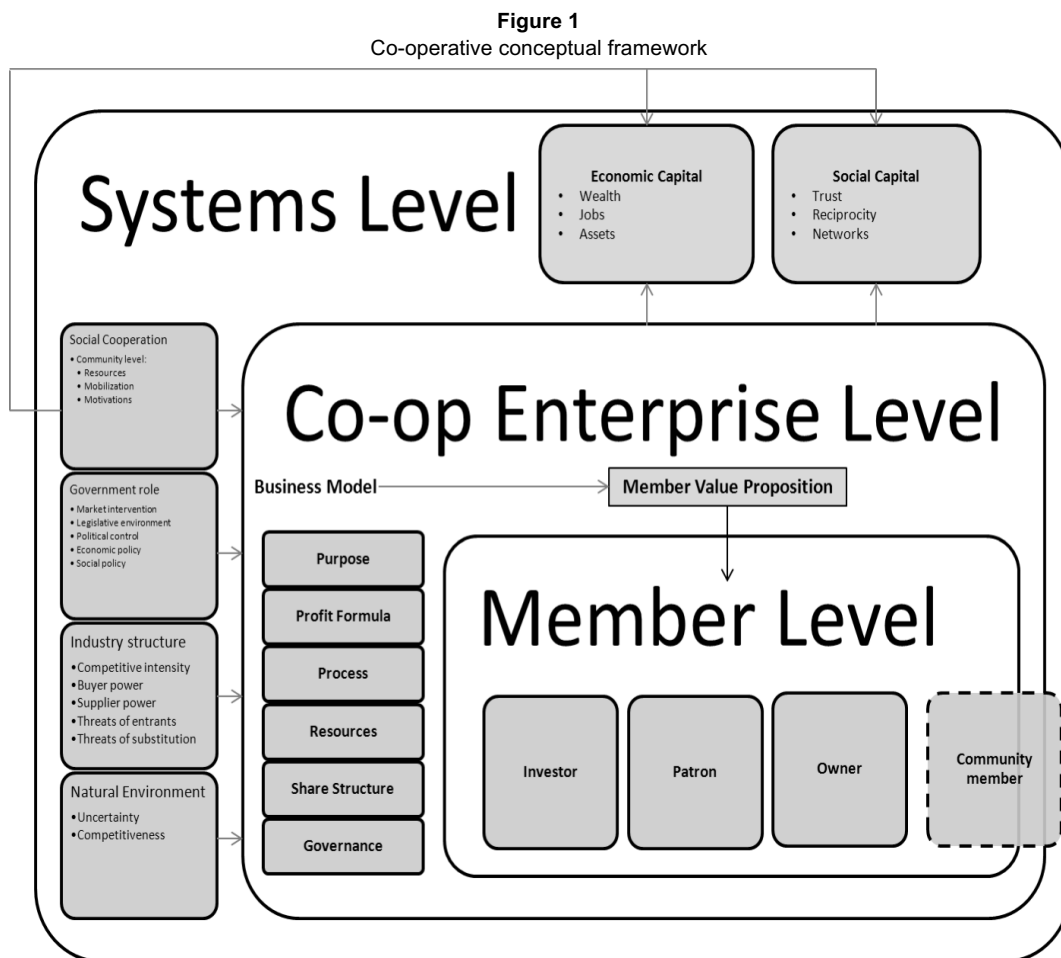 Figure 1
Co-operative conceptual framework
Systems Level
Economic Capital
• Wealth
• Jobs
• Assets
Social Capital
• Trust
• Reciprocity
• Networks
Social Cooperation
• Community level:
• Resources
• Mobilization
• Motivations
Government role
• Market intervention
• Legislative environment
• Political control
• Economic policy
• Social policy
Industry structure
• Competitive intensity
• Buyer power
• Supplier power
• Threats of entrants
• Threats of substitution
Natural Environment
• Uncertainty
• Competitiveness
Co-op Enterprise Level
Business Model
Member Value Proposition
Purpose
Profit Formula
Process
Resources
Share Structure
Governance
Member Level
Investor
Patron
Owner
Community
member